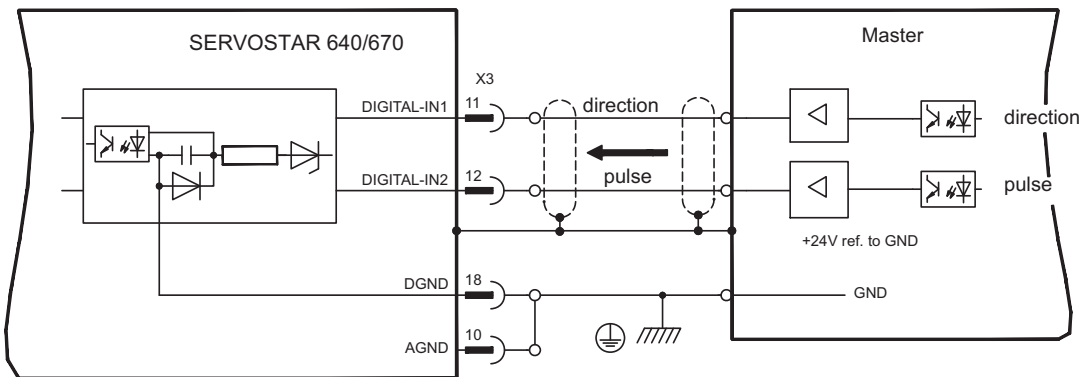 SERVOSTAR 640/670
Master
X3
DIGITAL-IN1
11
direction
direction
pulse
DIGITAL-IN2
12
pulse
+24V ref. to GND
DGND
18
GND
AGND
10